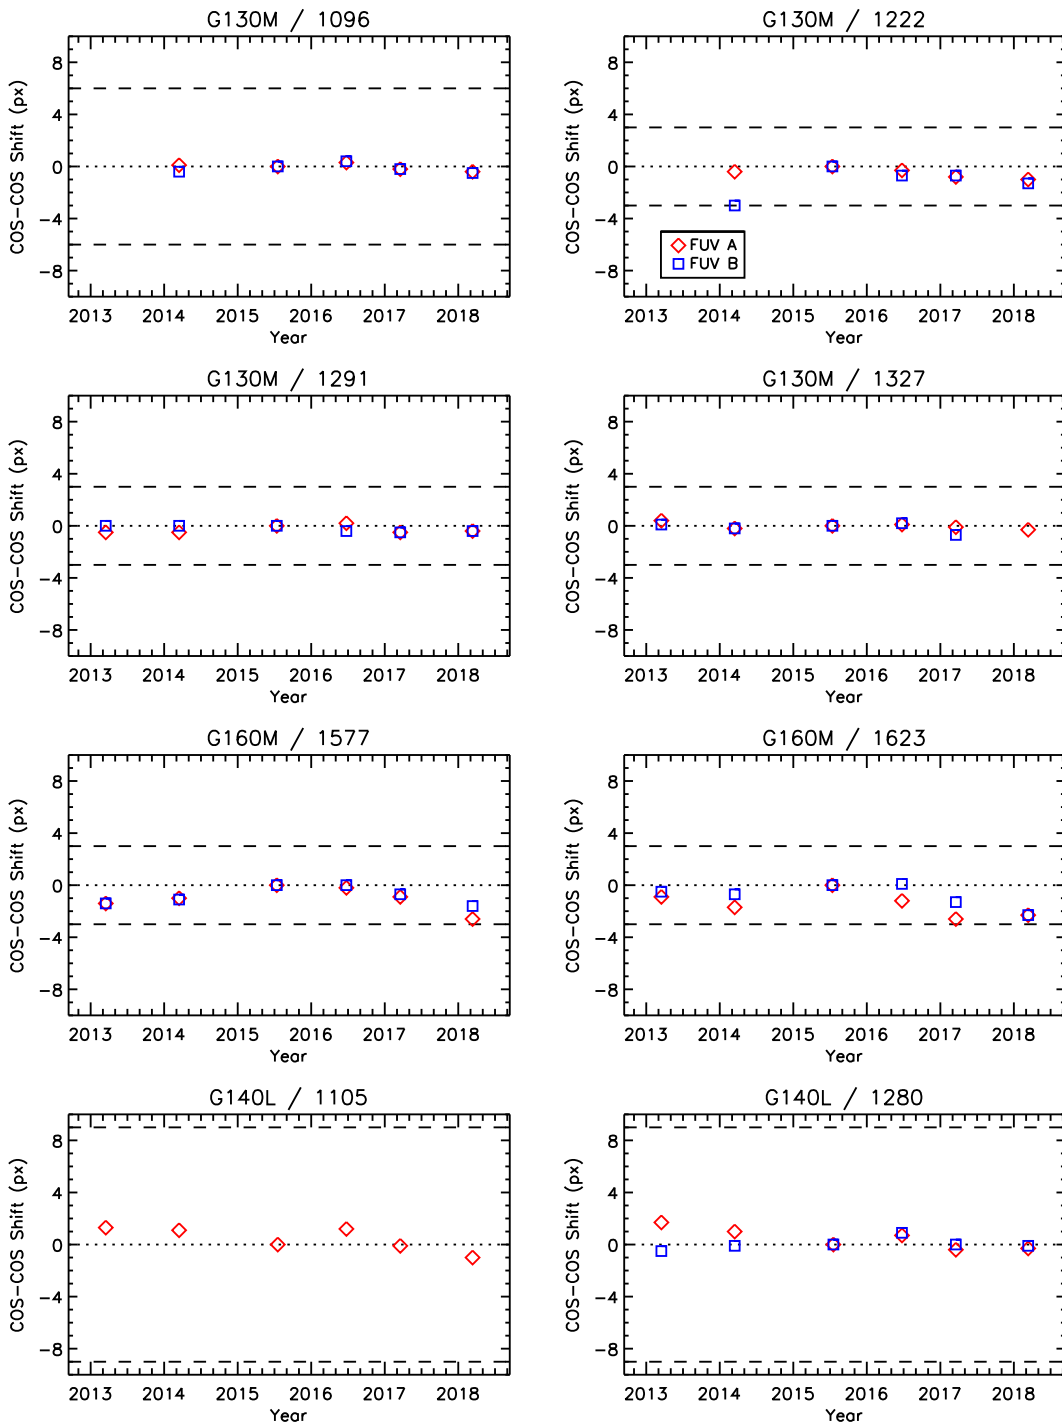 G130M / 1096
COS-COS Shift (px)
8
4
0
-4
-8
2013 2014 2015 2016 2017 2018
Year
G130M / 1222
COS-COS Shift (px)
8
4
0
-4
-8
FUV A
FUV B
2013 2014 2015 2016 2017 2018
Year
G130M / 1291
COS-COS Shift (px)
8
4
0
-4
-8
2013 2014 2015 2016 2017 2018
Year
G130M / 1327
COS-COS Shift (px)
8
4
0
-4
-8
2013 2014 2015 2016 2017 2018
Year
G160M / 1577
COS-COS Shift (px)
8
4
0
-4
-8
2013 2014 2015 2016 2017 2018
Year
G160M / 1623
COS-COS Shift (px)
8
4
0
-4
-8
2013 2014 2015 2016 2017 2018
Year
G140L / 1105
COS-COS Shift (px)
8
4
0
-4
-8
2013 2014 2015 2016 2017 2018
Year
G140L / 1280
COS-COS Shift (px)
8
4
0
-4
-8
2013 2014 2015 2016 2017 2018
Year